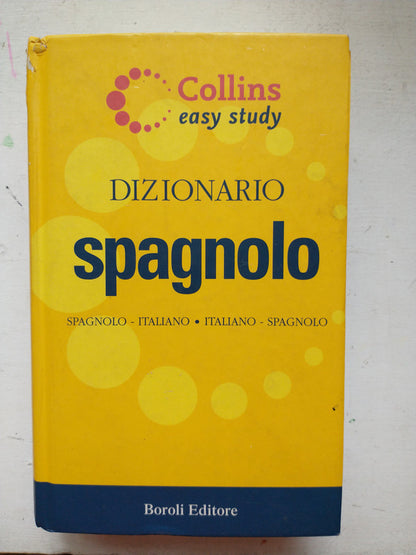 Collins
easy study
DIZIONARIO
spagnolo
SPAGNOLO - ITALIANO • ITALIANO - SPAGNOLO
Boroli Editore